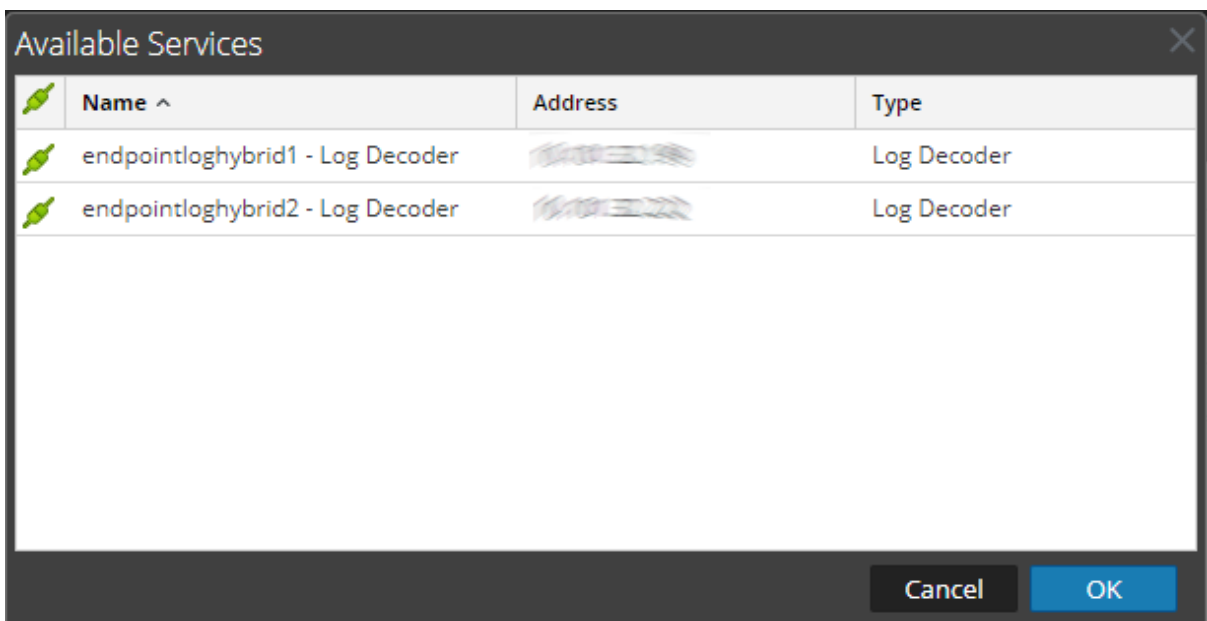 Available Services
Name Address Type
endpointloghybrid1 - Log Decoder Log Decoder
endpointloghybrid2 - Log Decoder Log Decoder
Cancel OK